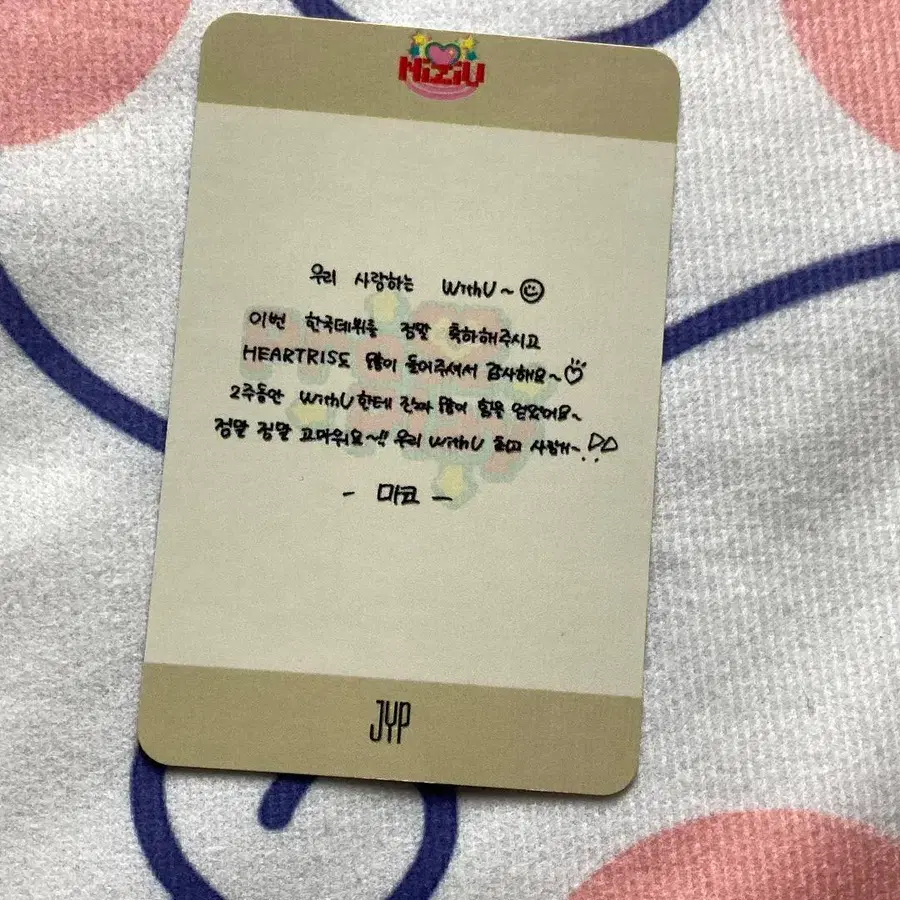 NiziU
우리 사랑하는 WithU~
이번 한국데뷔를 정말 축하해주시고
HEARTRIS도 많이 들어주셔서 감사해요~
2주동안 WithU한테 진짜 많이 힘을 얻었어요~
정말 정말 고마워요~!! 우리 WithU 최고 사랑해~
- 마코 -
JYP